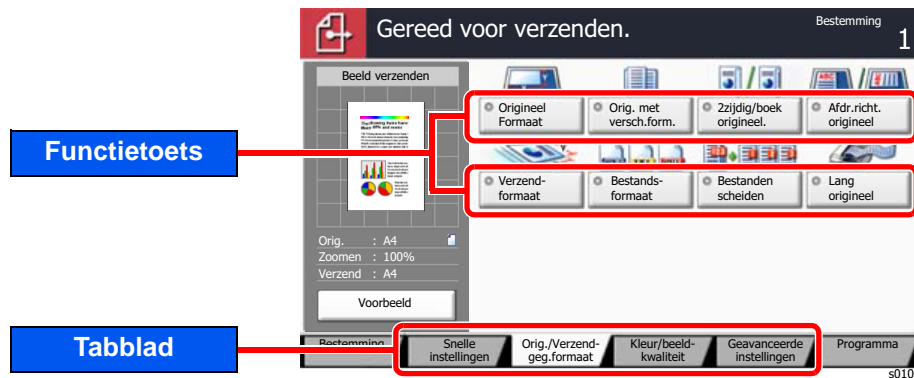 Gereed voor verzenden.
Bestemming
1
Beeld verzenden
Origineel
Formaat
Orig. met
versch.form.
2zijdig/boek
origineel.
Afdr.richt.
origineel
Functietoets
Verzend-
formaat
Bestands-
formaat
Bestanden
scheiden
Lang
origineel
Orig. : A4
Zoomen : 100%
Verzend : A4
Voorbeeld
Tabblad
Bestemming
Snelle
instellingen
Orig./Verzend-
geg.formaat
Kleur/beeld-
kwaliteit
Geavanceerde
instellingen
Programma
s010